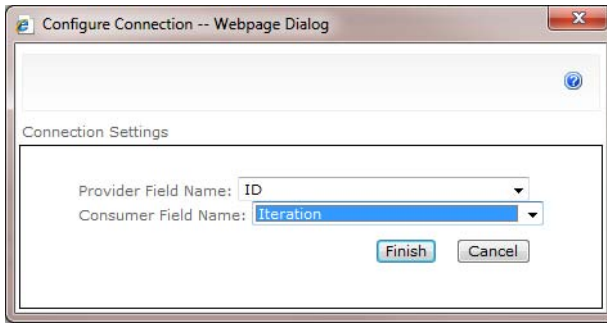 Configure Connection -- Webpage Dialog
Connection Settings
Provider Field Name: ID
Consumer Field Name: Iteration
Finish Cancel